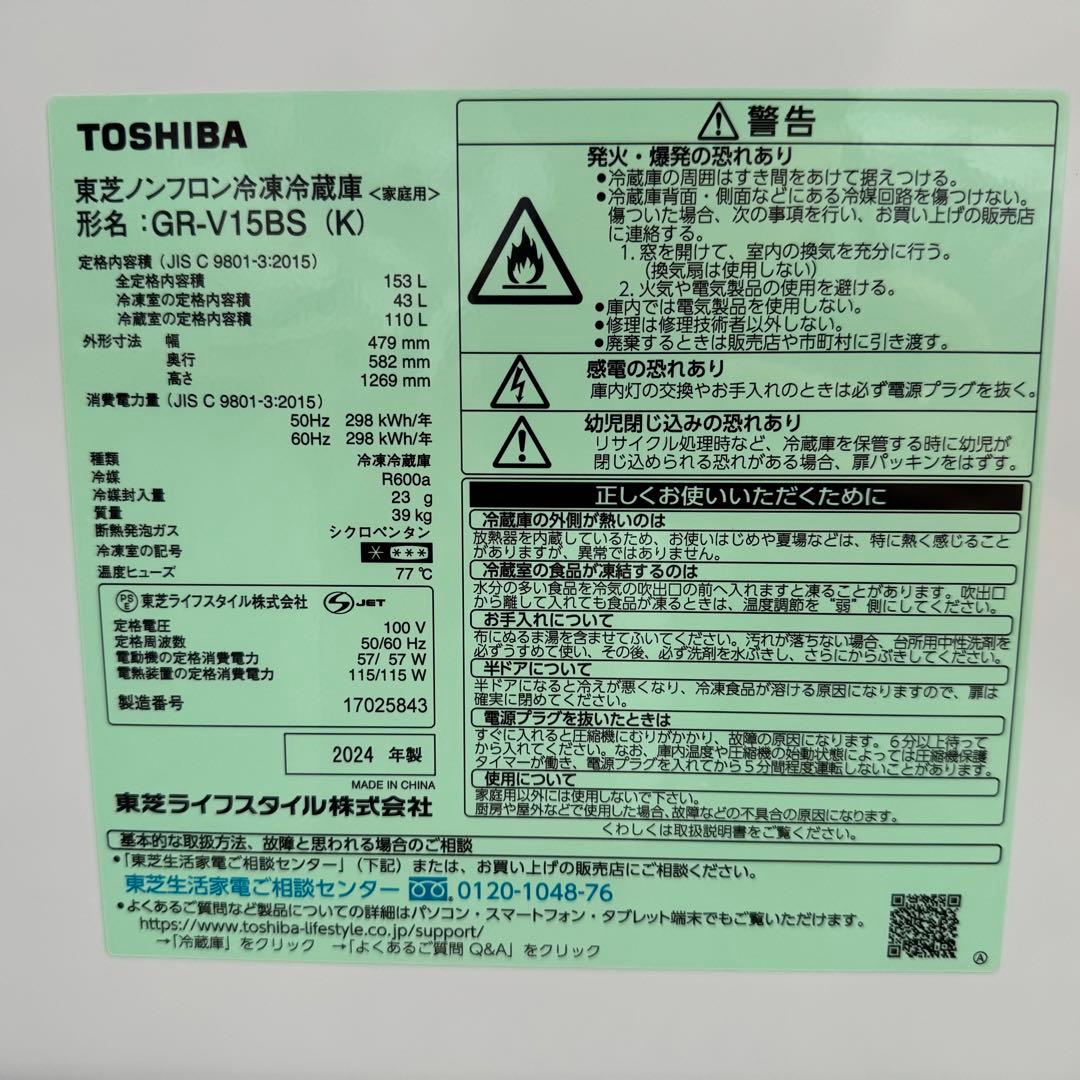 TOSHIBA
東芝ノンフロン冷凍冷蔵庫<家庭用>
形名:GR-V15BS (K)
定格内容積(JIS C 9801-3:2015)
全定格内容積 153 L
冷凍室の定格内容積 43 L
冷蔵室の定格内容積 110 L
外形寸法 幅 479 mm
奥行 582 mm
高さ 1269 mm
消費電力量(JIS C 9801-3:2015)
50Hz 298 kWh/年
60Hz 298 kWh/年
種類 冷凍冷蔵庫
冷媒 R600a
冷媒封入量 23 g
質量 39 kg
断熱発泡ガス シクロペンタン
冷凍室の記号 * ***
温度ヒューズ 77 ℃
PSE 東芝ライフスタイル株式会社 S JET
定格電圧 100 V
定格周波数 50/60 Hz
電動機の定格消費電力 57/ 57 W
電熱装置の定格消費電力 115/115 W
製造番号 17025843
2024 年製
MADE IN CHINA
東芝ライフスタイル株式会社
警告
発火・爆発の恐れあり
●冷蔵庫の周囲はすき間をあけて据えつける。
●冷蔵庫背面・側面などにある冷媒回路を傷つけない。
傷ついた場合、次の事項を行い、お買い上げの販売店
に連絡する。
1. 窓を開けて、室内の換気を充分に行う。
(換気扇は使用しない)
2. 火気や電気製品の使用を避ける。
●庫内では電気製品を使用しない。
●修理は修理技術者以外しない。
●廃棄するときは販売店や市町村に引き渡す。
感電の恐れあり
庫内灯の交換やお手入れのときは必ず電源プラグを抜く。
幼児閉じ込みの恐れあり
リサイクル処理時など、冷蔵庫を保管する時に幼児が
閉じ込められる恐れがある場合、扉パッキンをはずす。
正しくお使いいただくために
冷蔵庫の外側が熱いのは
放熱器を内蔵しているため、お使いはじめや夏場などは、特に熱く感じること
がありますが、異常ではありません。
冷蔵室の食品が凍結するのは
水分の多い食品を冷気の吹出口の前へ入れますと凍ることがあります。吹出口
から離して入れても食品が凍るときは、温度調節を"弱"側にしてください。
お手入れについて
布にぬるま湯を含ませてふいてください。汚れが落ちない場合、台所用中性洗剤を
必ずうすめて使い、その後、必ず洗剤を水ぶきし、さらにからぶきしてください。
半ドアについて
半ドアになると冷えが悪くなり、冷凍食品が溶ける原因になりますので、扉は
確実に閉めてください。
電源プラグを抜いたときは
すぐに入れると圧縮機にむりがかかり、故障の原因になります。6分以上待って
から入れてください。なお、庫内温度や圧縮機の始動状態によっては圧縮機保護
タイマーが働き、電源プラグを入れてから5分間程度運転しないことがあります。
使用について
家庭用以外には使用しないで下さい。
厨房や屋外などで使用した場合、故障などの不具合の原因になります。
くわしくは取扱説明書をご覧ください。
基本的な取扱方法、故障と思われる場合のご相談
●「東芝生活家電ご相談センター」(下記)または、お買い上げの販売店にご相談ください。
東芝生活家電ご相談センター 0120-1048-76
●よくあるご質問など製品についての詳細はパソコン・スマートフォン・タブレット端末でもご覧いただけます。
https://www.toshiba-lifestyle.co.jp/support/
→「冷蔵庫」をクリック →「よくあるご質問 Q&A」をクリック
Ⓐ